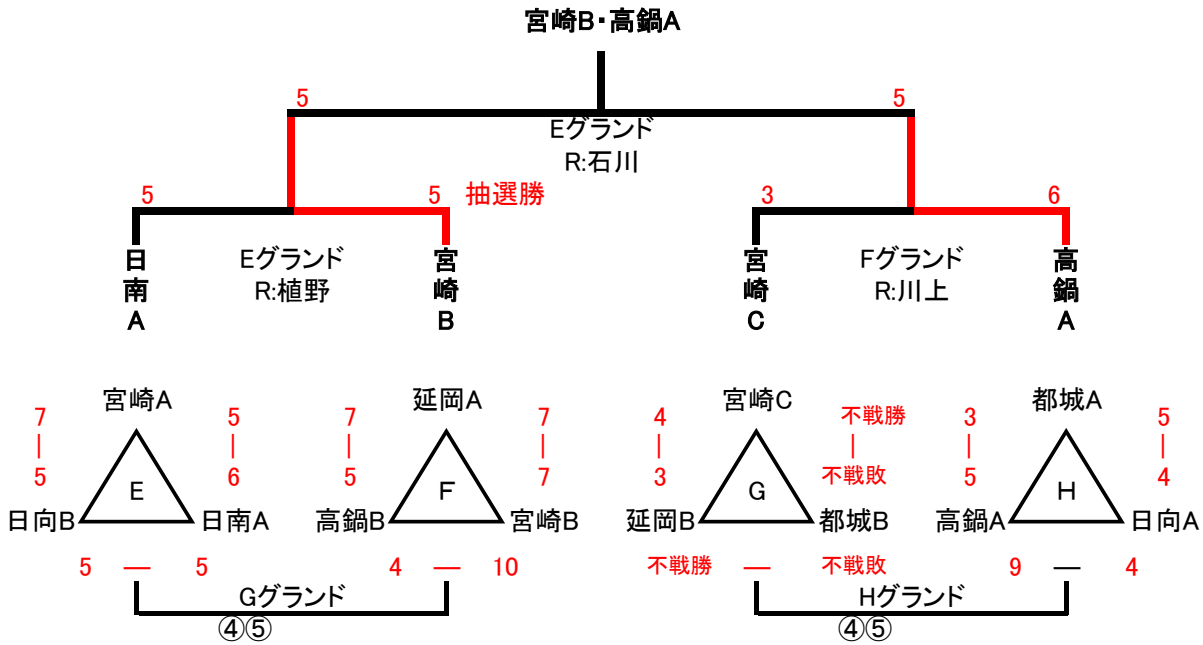 宮崎B・高鍋A
5 5
Eグランド
R:石川
5 5 抽選勝 3 6
日南A Eグランド 宮崎B 宮崎C Fグランド 高鍋A
R:植野 R:川上
宮崎A 延岡A 宮崎C 都城A
7 5 7 7 4 不戦勝 3 5
| | | | | | | |
5 6 5 7 3 不戦敗 5 4
E F G H
日向B 日南A 高鍋B 宮崎B 延岡B 都城B 高鍋A 日向A
5 — 5 4 — 10 不戦勝 — 不戦敗 9 — 4
Gグランド Hグランド
④⑤ ④⑤